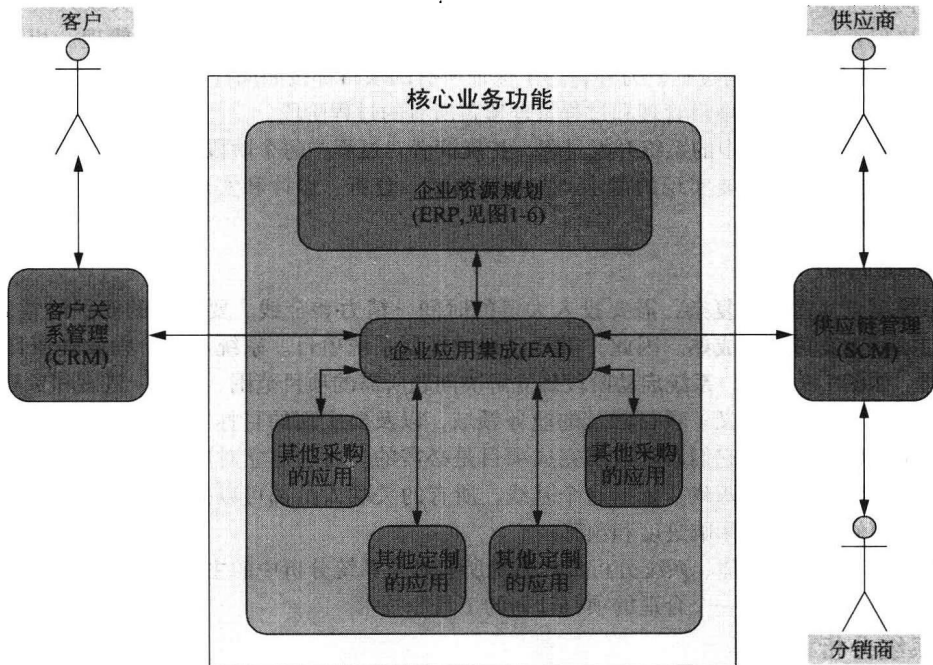 客户
供应商
核心业务功能
企业资源规划
(ERP,见图1-6)
客户关
系管理
(CRM)
企业应用集成(EAI)
供应链管理
(SCM)
其他采购
的应用
其他采购
的应用
其他定制
的应用
其他定制
的应用
分销商